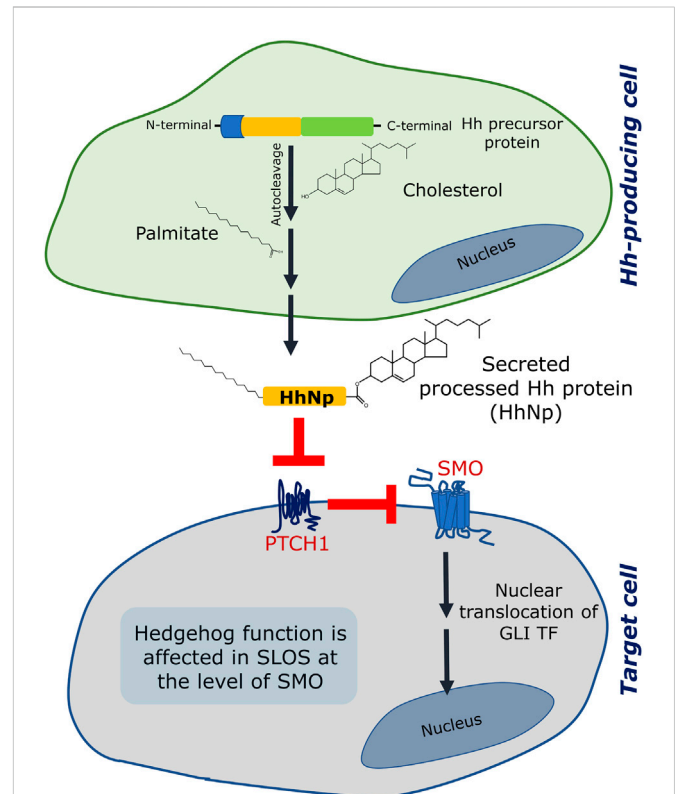 Hh-producing cell
N-terminal
C-terminal
Hh precursor
protein
Autocleavage
HO
Cholesterol
Palmitate
Nucleus
O
O
HhNp
Secreted
processed Hh protein
(HhNp)
SMO
PTCH1
Target cell
Nuclear
translocation of
GLI TF
Hedgehog function is
affected in SLOS at
the level of SMO
Nucleus